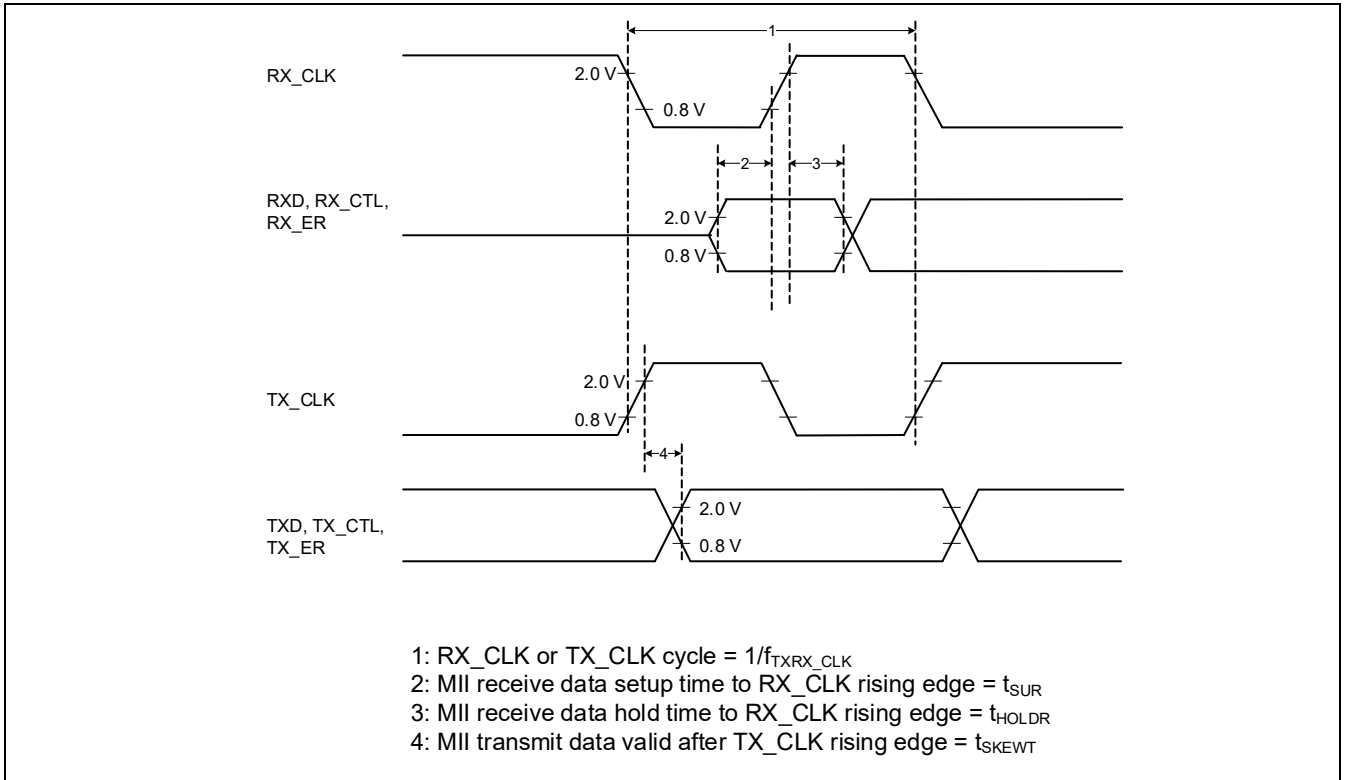 1
RX_CLK
2.0 V
0.8 V
2
3
RXD, RX_CTL,
RX_ER
2.0 V
0.8 V
TX_CLK
2.0 V
0.8 V
4
TXD, TX_CTL,
TX_ER
2.0 V
0.8 V
1: RX_CLK or TX_CLK cycle = 1/fTXRX_CLK
2: MII receive data setup time to RX_CLK rising edge = tSUR
3: MII receive data hold time to RX_CLK rising edge = tHOLDR
4: MII transmit data valid after TX_CLK rising edge = tSKEWT